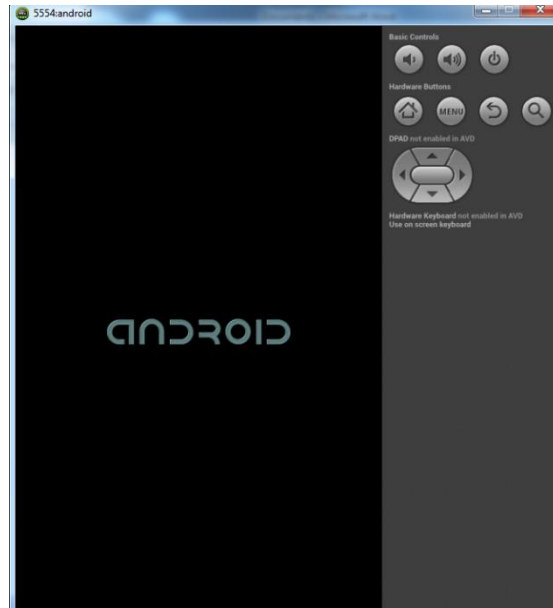 5554:android
Basic Controls
Hardware Buttons
MENU
DPAD not enabled in AVD
Hardware Keyboard not enabled in AVD
Use on screen keyboard
ANDROID